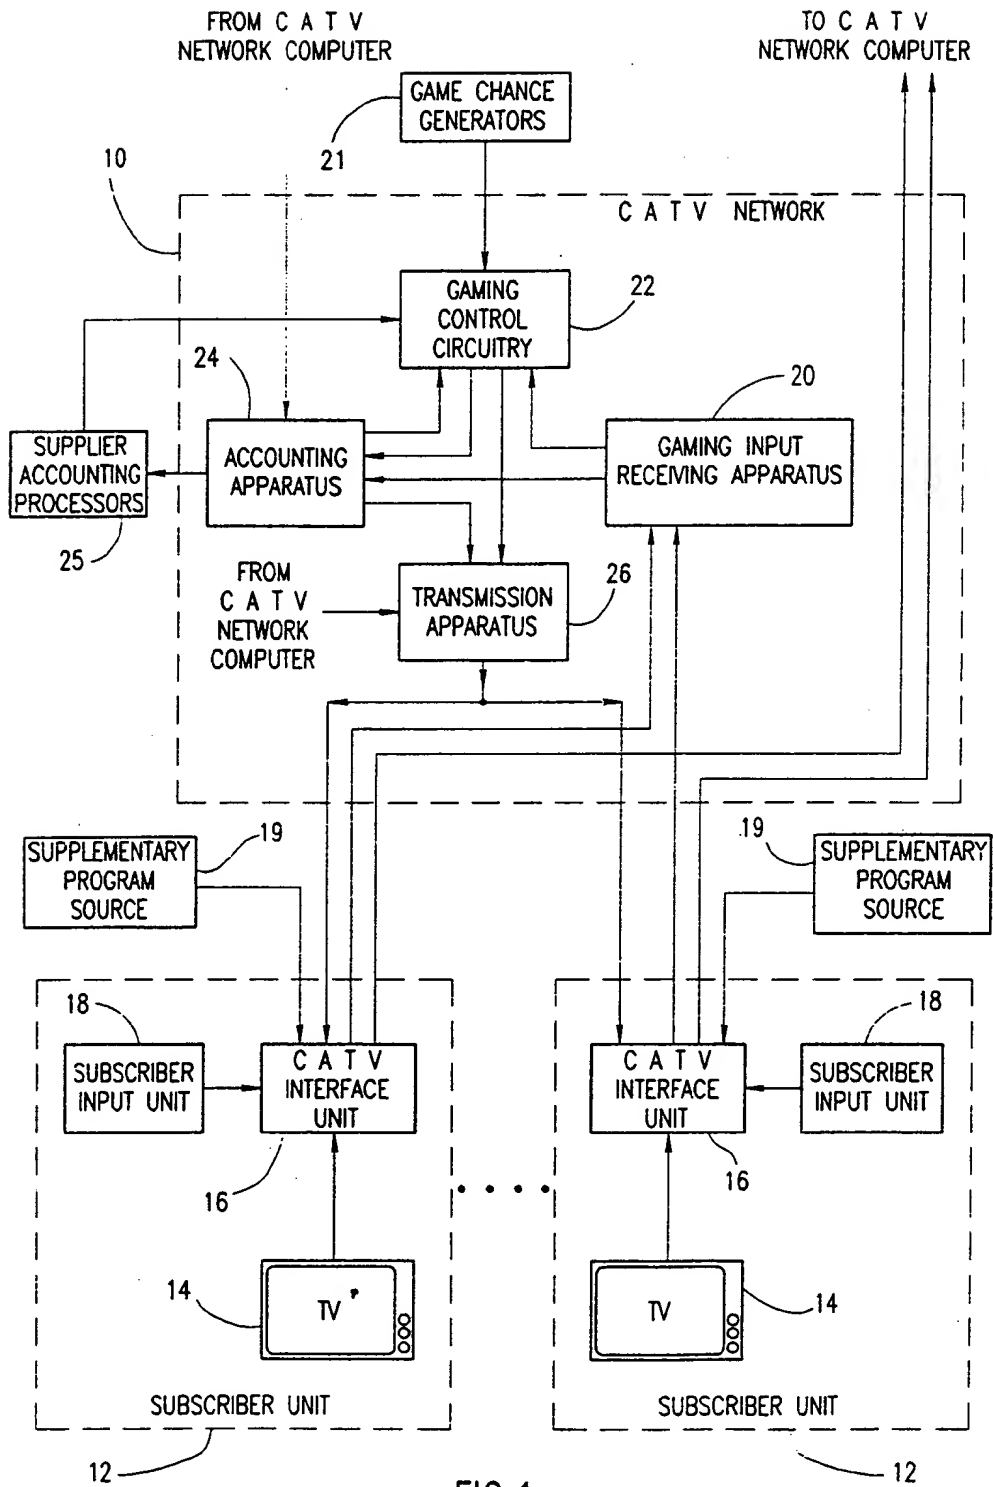 FROM C A T V
NETWORK COMPUTER
TO C A T V
NETWORK COMPUTER
GAME CHANCE
GENERATORS
21
10
C A T V NETWORK
GAMING
CONTROL
CIRCUITRY
22
24
20
SUPPLIER
ACCOUNTING
PROCESSORS
25
ACCOUNTING
APPARATUS
GAMING INPUT
RECEIVING APPARATUS
FROM
C A T V
NETWORK
COMPUTER
TRANSMISSION
APPARATUS
26
SUPPLEMENTARY
PROGRAM
SOURCE
19
19
SUPPLEMENTARY
PROGRAM
SOURCE
18
SUBSCRIBER
INPUT UNIT
C A T V
INTERFACE
UNIT
16
C A T V
INTERFACE
UNIT
16
18
SUBSCRIBER
INPUT UNIT
14
TV
TV
14
SUBSCRIBER UNIT
SUBSCRIBER UNIT
12
12